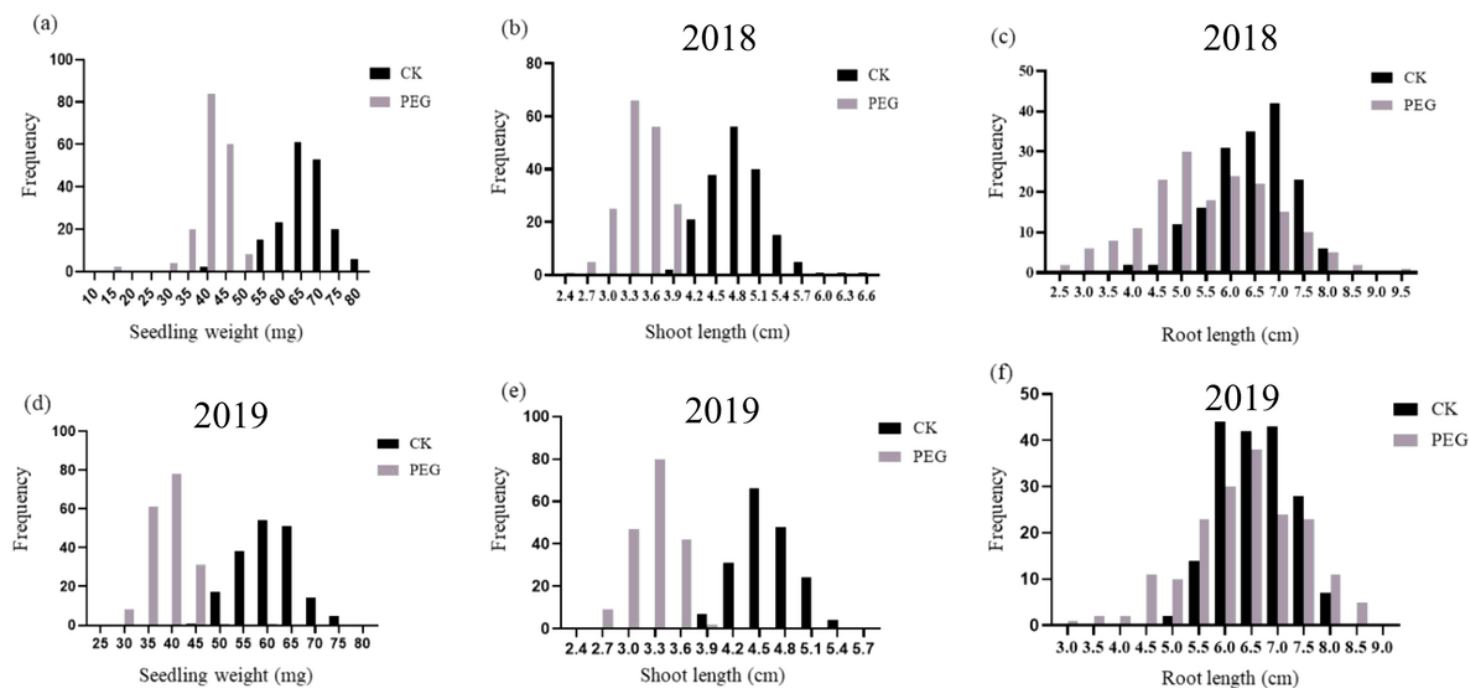 (a)
CK
PEG
100
80
60
40
20
0
Frequency
10 15 20 25 30 35 40 45 50 55 60 65 70 75 80
Seedling weight (mg)
(b)
2018
CK
PEG
80
60
40
20
0
Frequency
2.4 2.7 3.0 3.3 3.6 3.9 4.2 4.5 4.8 5.1 5.4 5.7 6.0 6.3 6.6
Shoot length (cm)
(c)
2018
CK
PEG
50
40
30
20
10
0
Frequency
2.5 3.0 3.5 4.0 4.5 5.0 5.5 6.0 6.5 7.0 7.5 8.0 8.5 9.0 9.5
Root length (cm)
(d)
2019
CK
PEG
100
80
60
40
20
0
Frequency
25 30 35 40 45 50 55 60 65 70 75 80
Seedling weight (mg)
(e)
2019
CK
PEG
100
80
60
40
20
0
Frequency
2.4 2.7 3.0 3.3 3.6 3.9 4.2 4.5 4.8 5.1 5.4 5.7
Shoot length (cm)
(f)
2019
CK
PEG
50
40
30
20
10
0
Frequency
3.0 3.5 4.0 4.5 5.0 5.5 6.0 6.5 7.0 7.5 8.0 8.5 9.0
Root length (cm)